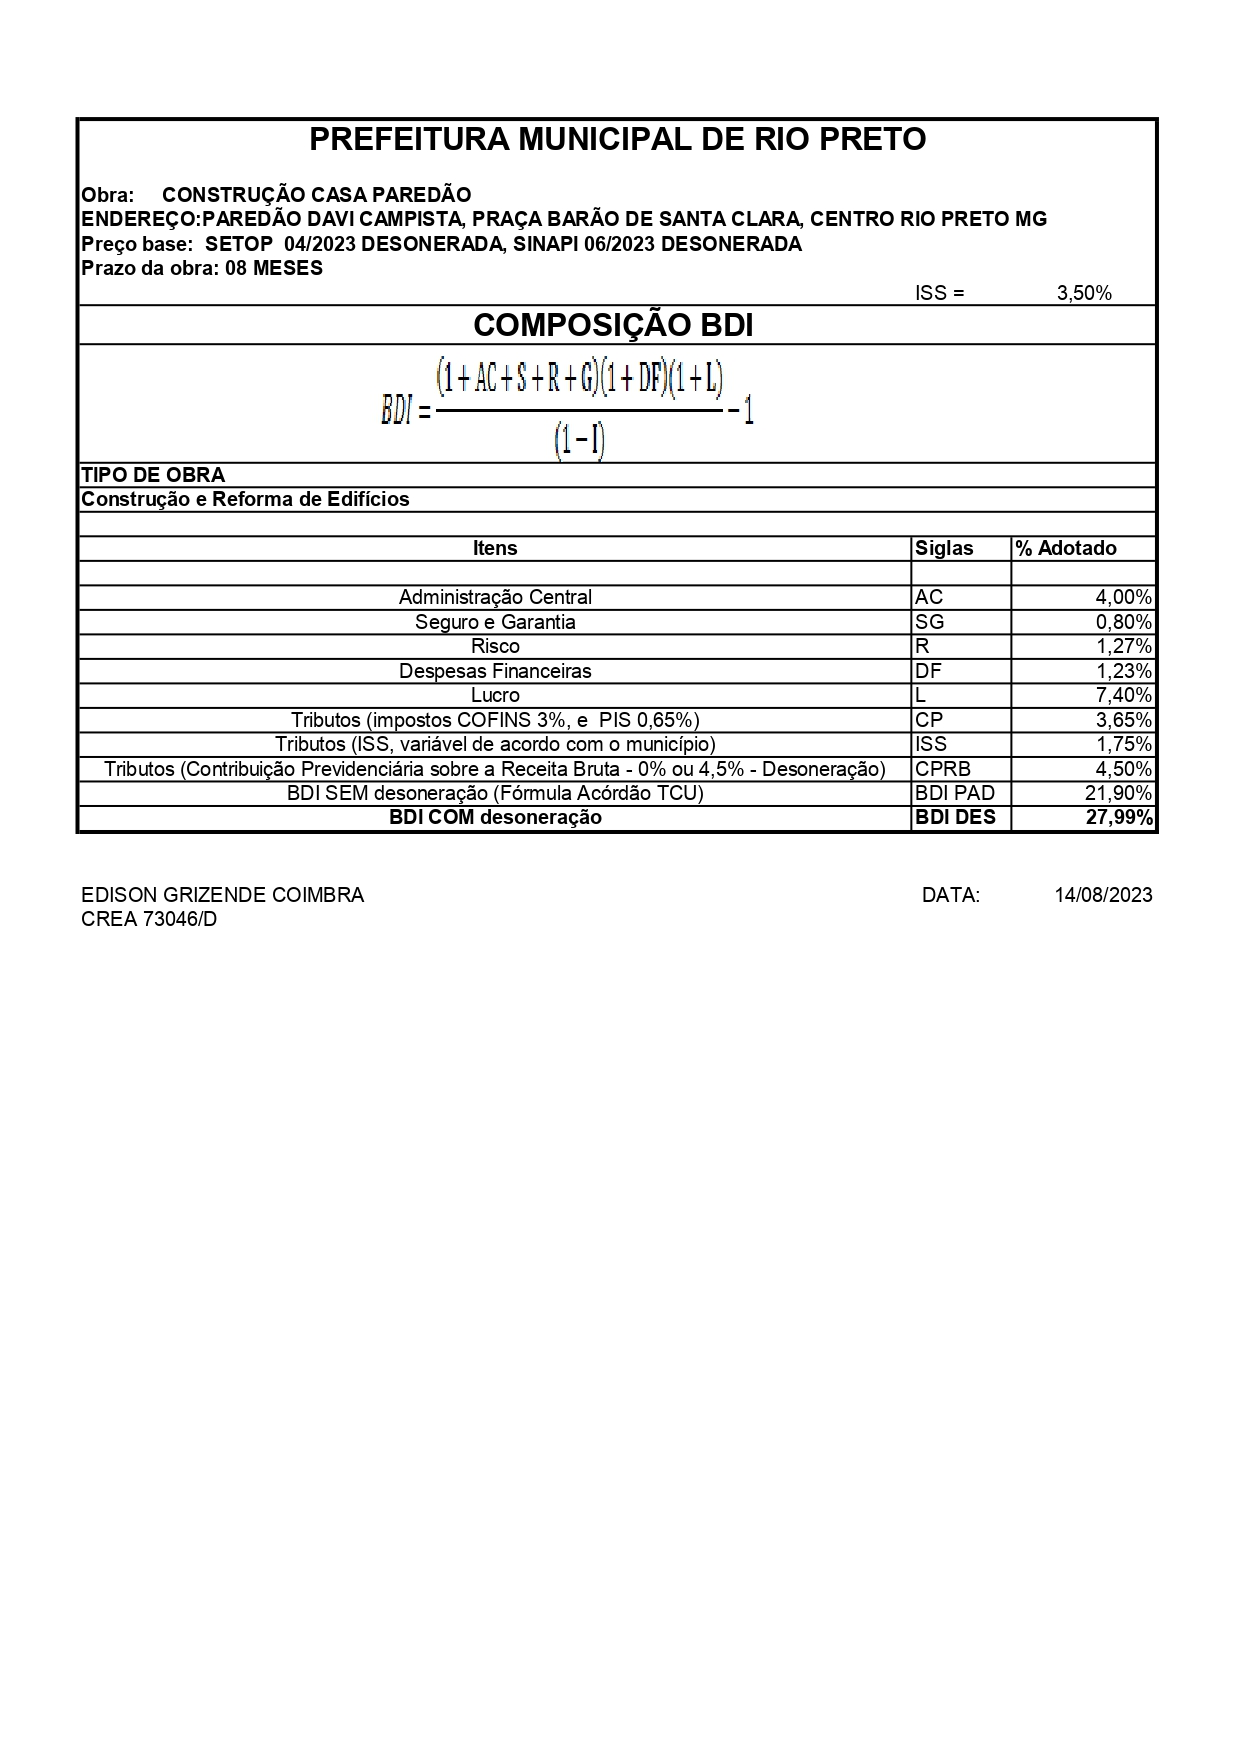 PREFEITURA MUNICIPAL DE RIO PRETO
Obra: CONSTRUÇÃO CASA PAREDÃO
ENDEREÇO:PAREDÃO DAVI CAMPISTA, PRAÇA BARÃO DE SANTA CLARA, CENTRO RIO PRETO MG
Preço base: SETOP 04/2023 DESONERADA, SINAPI 06/2023 DESONERADA
Prazo da obra: 08 MESES
ISS = 3,50%
COMPOSIÇÃO BDI
(1+AC+S+R+G)(1+DF)(1+L)
BDI = −1
(1−I)
TIPO DE OBRA
Construção e Reforma de Edifícios
Itens Siglas % Adotado
Administração Central AC 4,00%
Seguro e Garantia SG 0,80%
Risco R 1,27%
Despesas Financeiras DF 1,23%
Lucro L 7,40%
Tributos (impostos COFINS 3%, e PIS 0,65%) CP 3,65%
Tributos (ISS, variável de acordo com o município) ISS 1,75%
Tributos (Contribuição Previdenciária sobre a Receita Bruta - 0% ou 4,5% - Desoneração) CPRB 4,50%
BDI SEM desoneração (Fórmula Acórdão TCU) BDI PAD 21,90%
BDI COM desoneração BDI DES 27,99%
EDISON GRIZENDE COIMBRA DATA: 14/08/2023
CREA 73046/D